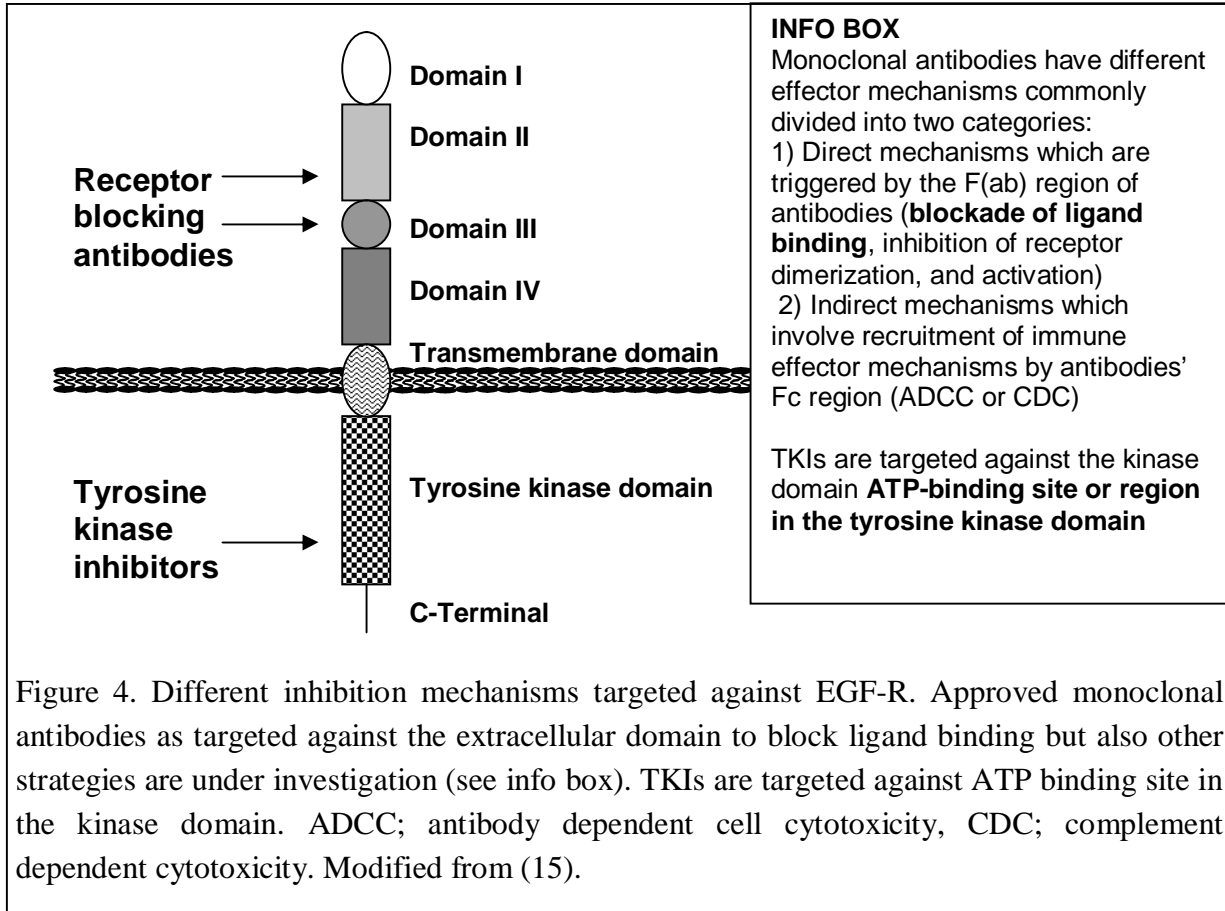 Domain I
Domain II
Receptor
blocking
antibodies
Domain III
Domain IV
Transmembrane domain
Tyrosine
kinase
inhibitors
Tyrosine kinase domain
C-Terminal
INFO BOX
Monoclonal antibodies have different
effector mechanisms commonly
divided into two categories:
1) Direct mechanisms which are
triggered by the F(ab) region of
antibodies (blockade of ligand
binding, inhibition of receptor
dimerization, and activation)
2) Indirect mechanisms which
involve recruitment of immune
effector mechanisms by antibodies’
Fc region (ADCC or CDC)
TKIs are targeted against the kinase
domain ATP-binding site or region
in the tyrosine kinase domain
Figure 4. Different inhibition mechanisms targeted against EGF-R. Approved monoclonal
antibodies as targeted against the extracellular domain to block ligand binding but also other
strategies are under investigation (see info box). TKIs are targeted against ATP binding site in
the kinase domain. ADCC; antibody dependent cell cytotoxicity, CDC; complement
dependent cytotoxicity. Modified from (15).